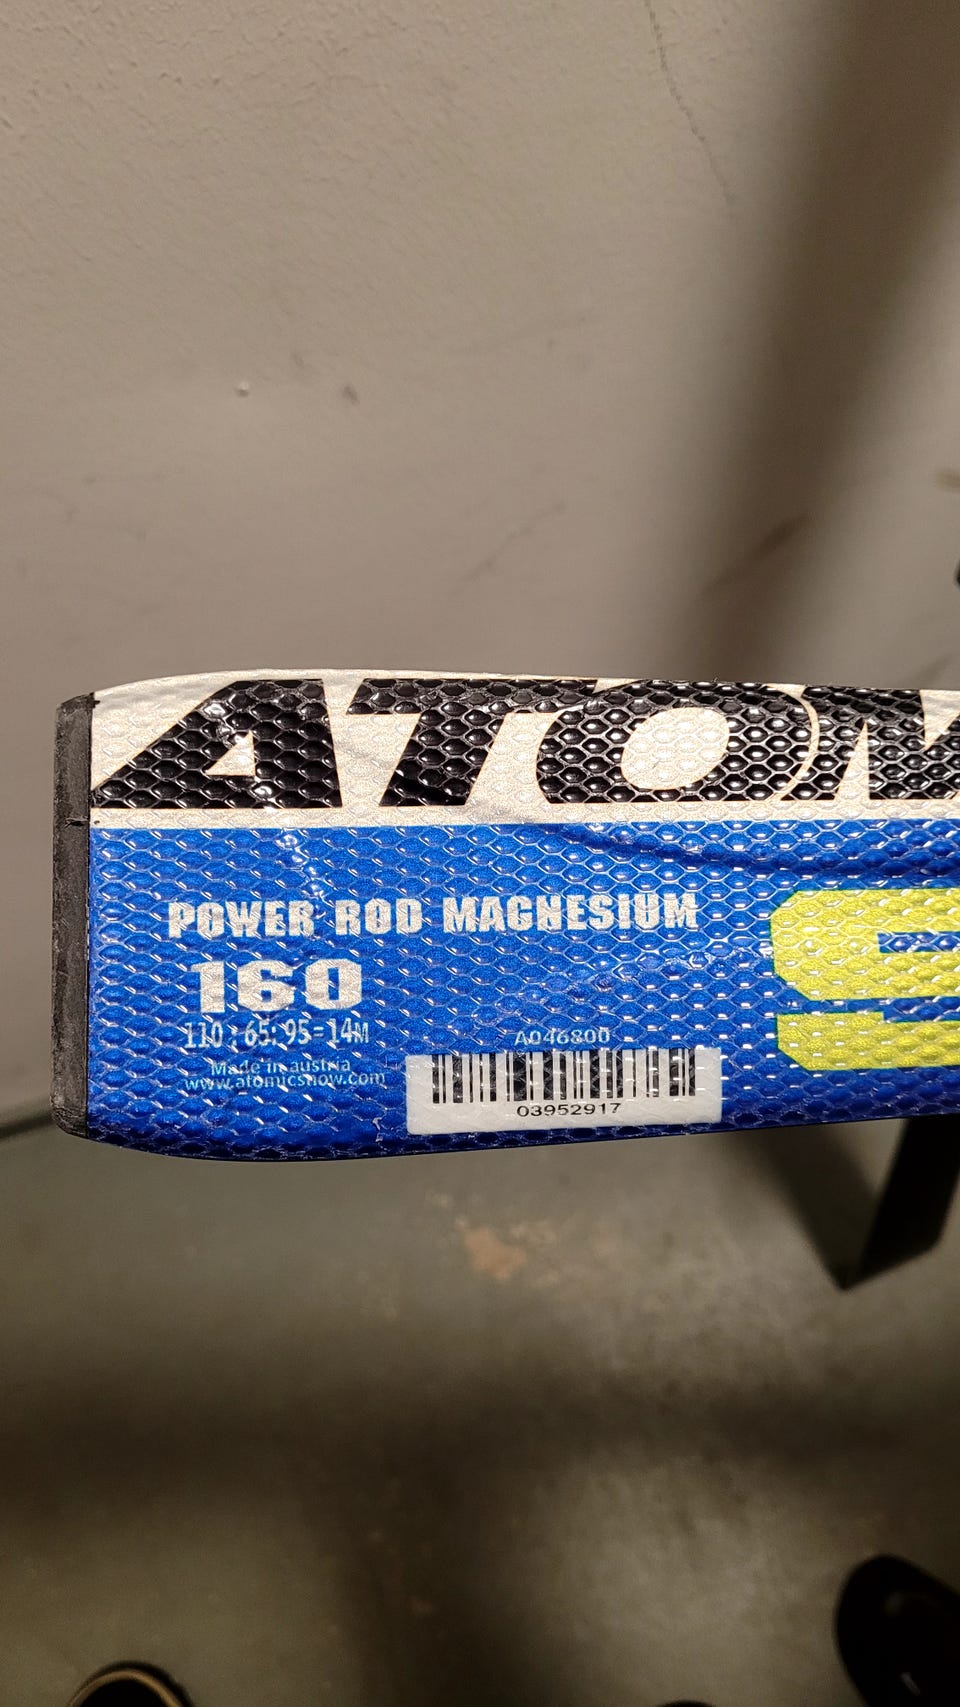 ATOM
POWER ROD MAGNESIUM
160
110 : 65 : 95 = 14M
A046800
Made in austria
www.atomicsnow.com
03952917
S